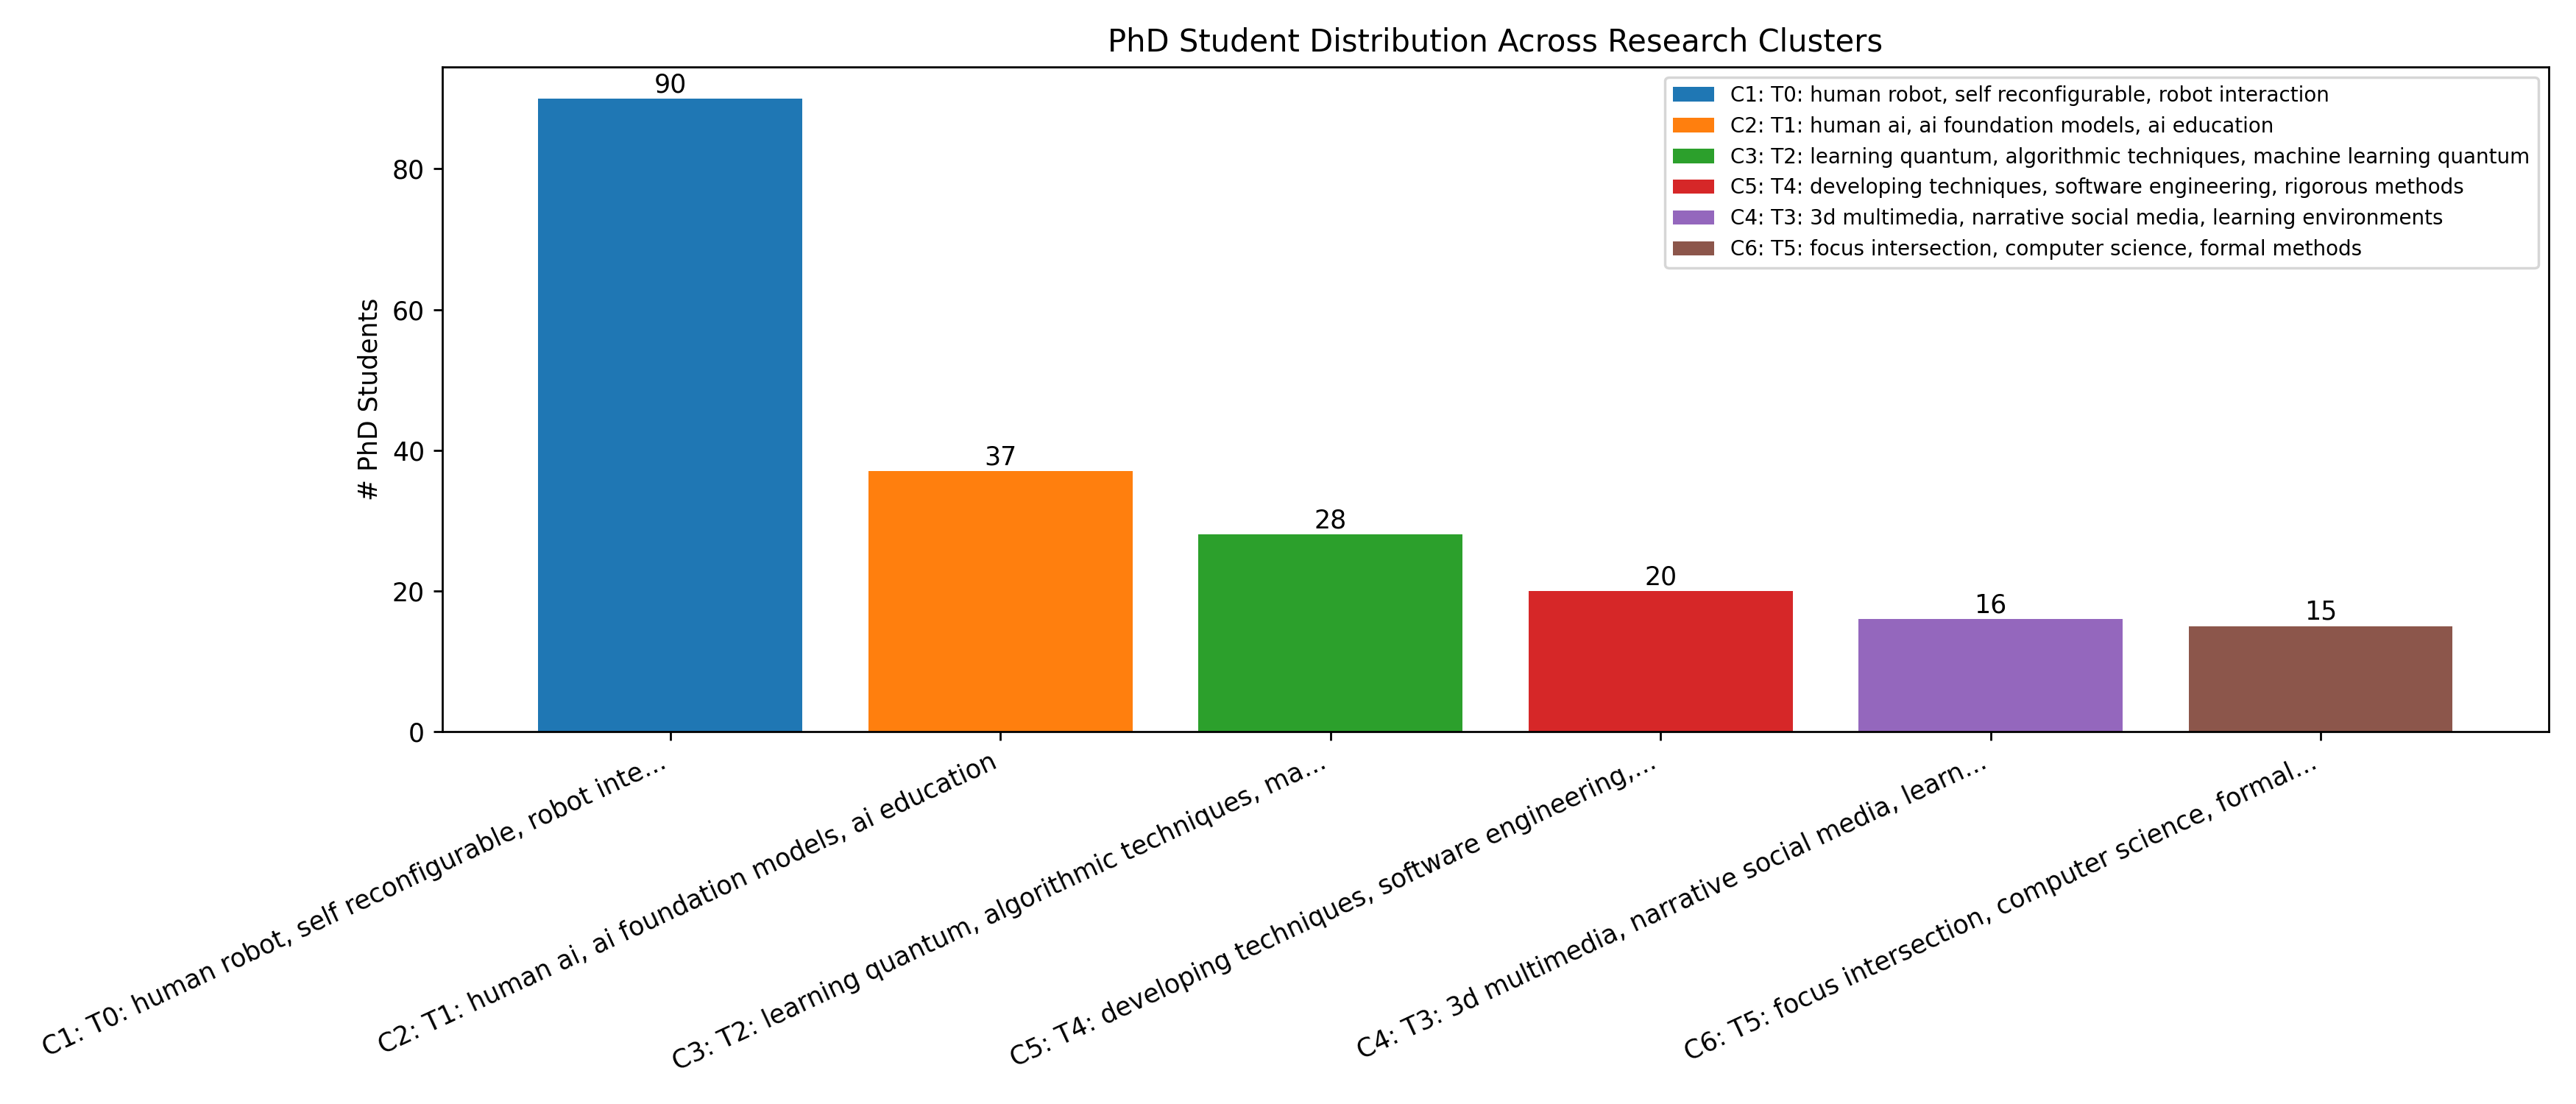 PhD Student Distribution Across Research Clusters
C1: T0: human robot, self reconfigurable, robot interaction
C2: T1: human ai, ai foundation models, ai education
C3: T2: learning quantum, algorithmic techniques, machine learning quantum
C5: T4: developing techniques, software engineering, rigorous methods
C4: T3: 3d multimedia, narrative social media, learning environments
C6: T5: focus intersection, computer science, formal methods
# PhD Students
80
60
40
20
0
90
37
28
20
16
15
C1: T0: human robot, self reconfigurable, robot inte...
C2: T1: human ai, ai foundation models, ai education
C3: T2: learning quantum, algorithmic techniques, ma...
C5: T4: developing techniques, software engineering,...
C4: T3: 3d multimedia, narrative social media, learn...
C6: T5: focus intersection, computer science, formal...